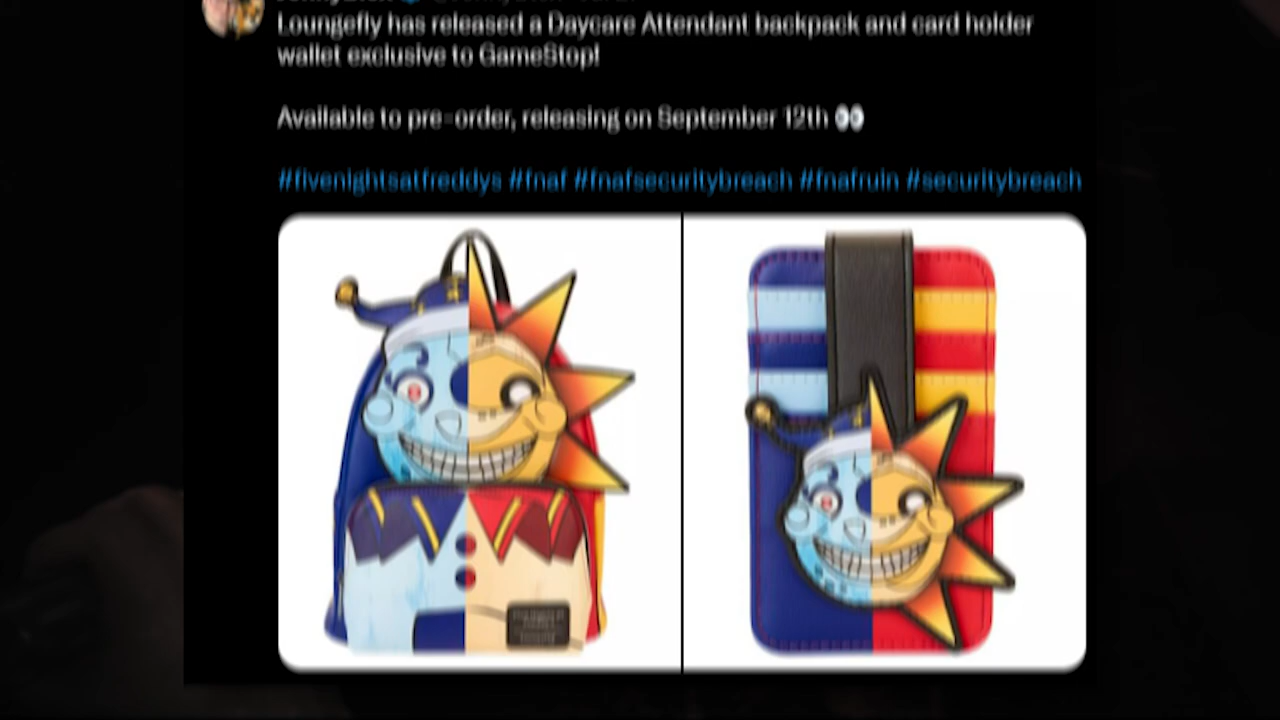 Loungefly has released a Daycare Attendant backpack and card holder
wallet exclusive to GameStop!
Available to pre-order, releasing on September 12th 👀
#fivenightsatfreddys #fnaf #fnafsecuritybreach #fnafruin #securitybreach